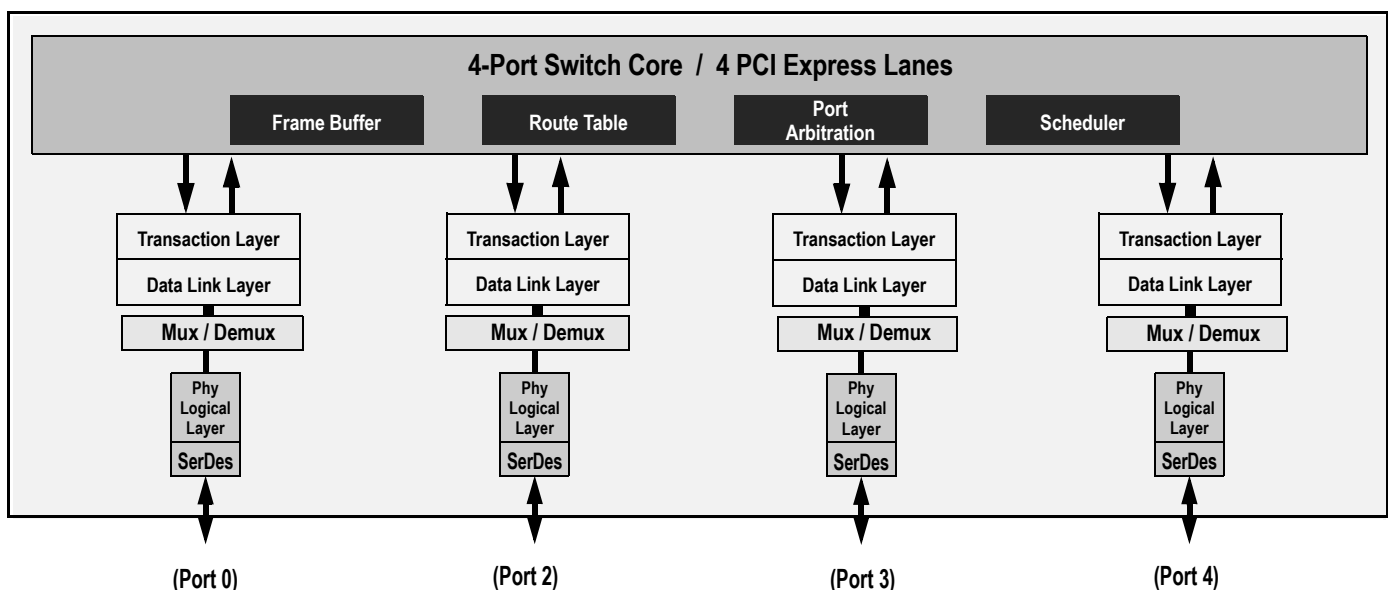 4-Port Switch Core / 4 PCI Express Lanes
Frame Buffer
Route Table
Port
Arbitration
Scheduler
Transaction Layer
Data Link Layer
Mux / Demux
Phy
Logical
Layer
SerDes
(Port 0)
Transaction Layer
Data Link Layer
Mux / Demux
Phy
Logical
Layer
SerDes
(Port 2)
Transaction Layer
Data Link Layer
Mux / Demux
Phy
Logical
Layer
SerDes
(Port 3)
Transaction Layer
Data Link Layer
Mux / Demux
Phy
Logical
Layer
SerDes
(Port 4)